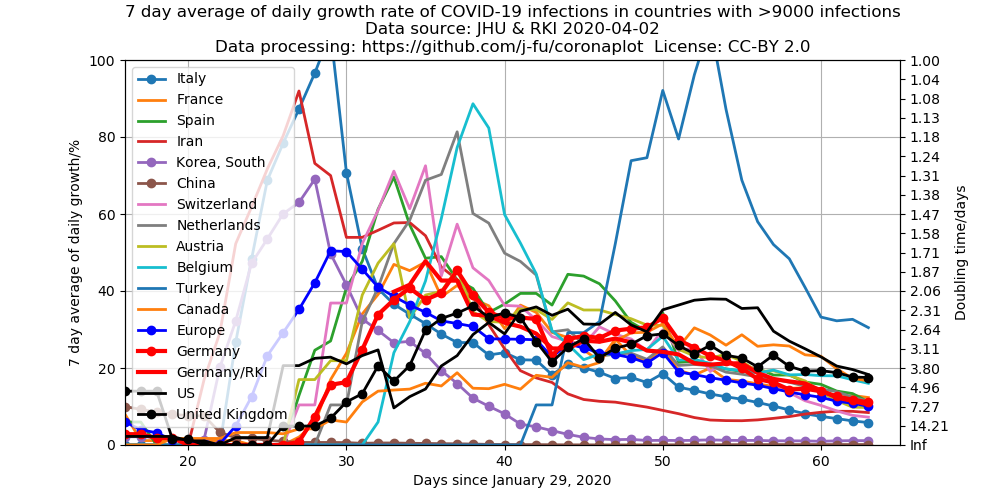 7 day average of daily growth rate of COVID-19 infections in countries with >9000 infections
Data source: JHU & RKI 2020-04-02
Data processing: https://github.com/j-fu/coronaplot License: CC-BY 2.0
7 day average of daily growth/%
100
80
60
40
20
0
Italy
France
Spain
Iran
Korea, South
China
Switzerland
Netherlands
Austria
Belgium
Turkey
Canada
Europe
Germany
Germany/RKI
US
United Kingdom
1.00
1.04
1.08
1.13
1.18
1.24
1.31
1.38
1.47
1.58
1.71
1.87
2.06
2.31
2.64
3.11
3.80
4.96
7.27
14.21
Inf
Doubling time/days
20
30
40
50
60
Days since January 29, 2020